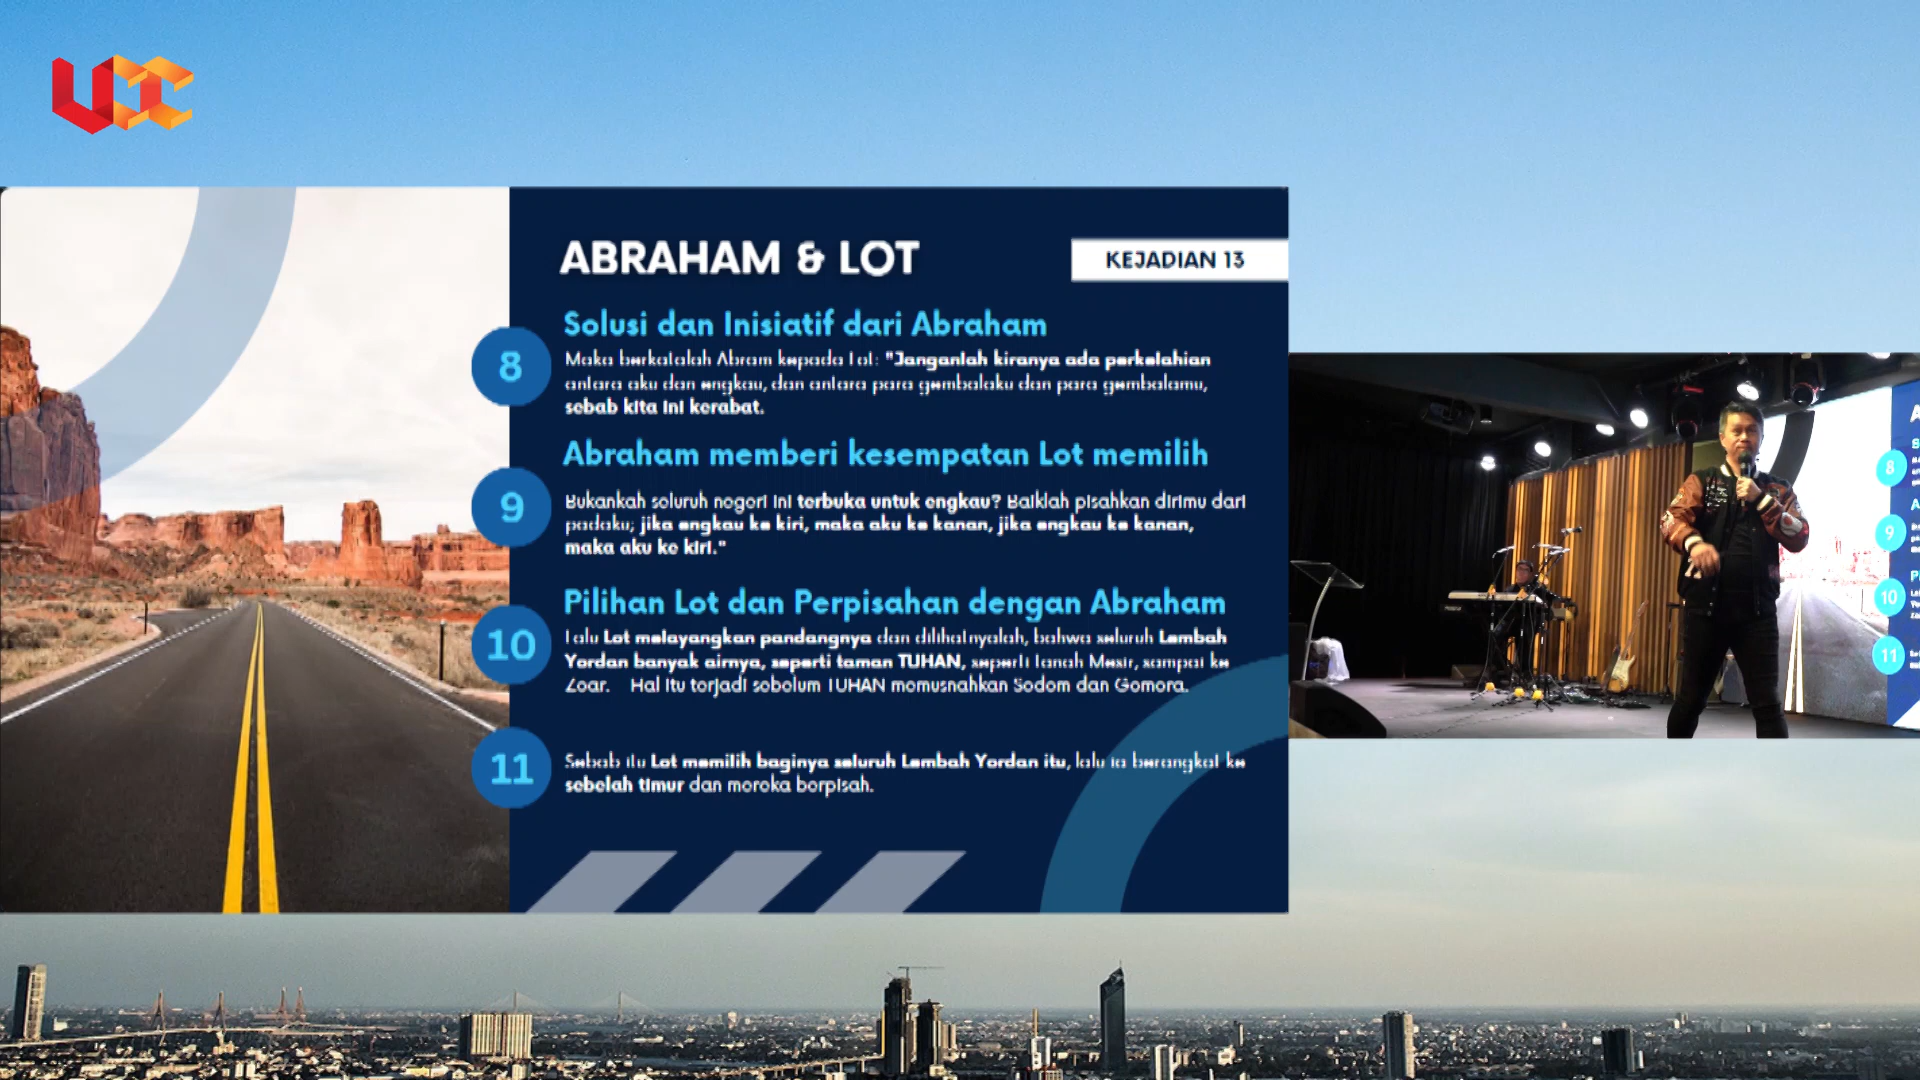 UCC
ABRAHAM & LOT
KEJADIAN 13
Solusi dan Inisiatif dari Abraham
8
Maka berkatalah Abram kepada Lot: "Janganlah kiranya ada perkelahian
antara aku dan engkau, dan antara para gembalaku dan para gembalamu,
sebab kita ini kerabat.
Abraham memberi kesempatan Lot memilih
9
Bukankah seluruh negeri ini terbuka untuk engkau? Baiklah pisahkan dirimu dari
padaku; jika engkau ke kiri, maka aku ke kanan, jika engkau ke kanan,
maka aku ke kiri."
Pilihan Lot dan Perpisahan dengan Abraham
10
Lalu Lot melayangkan pandangnya dan dilihatnyalah, bahwa seluruh Lembah
Yordan banyak airnya, seperti taman TUHAN, seperti tanah Mesir, sampai ke
Zoar. Hal itu terjadi sebelum TUHAN memusnahkan Sodom dan Gomora.
11
Sebab itu Lot memilih baginya seluruh Lembah Yordan itu, lalu ia berangkat ke
sebelah timur dan mereka berpisah.
8
9
10
11